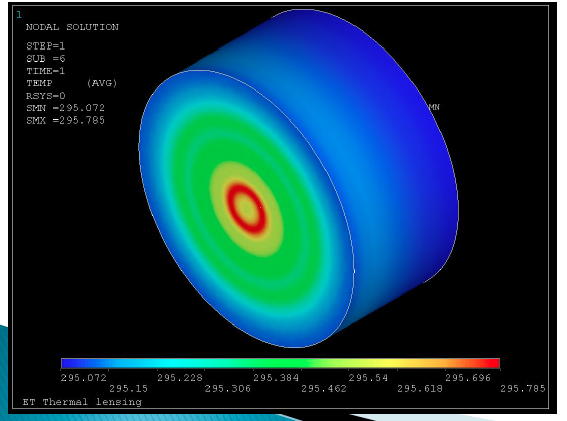 1
NODAL SOLUTION
STEP=1
SUB =6
TIME=1
TEMP (AVG)
RSYS=0
SMN =295.072
SMX =295.785
MN
295.072 295.228 295.384 295.54 295.696
295.15 295.306 295.462 295.618 295.785
ET Thermal lensing